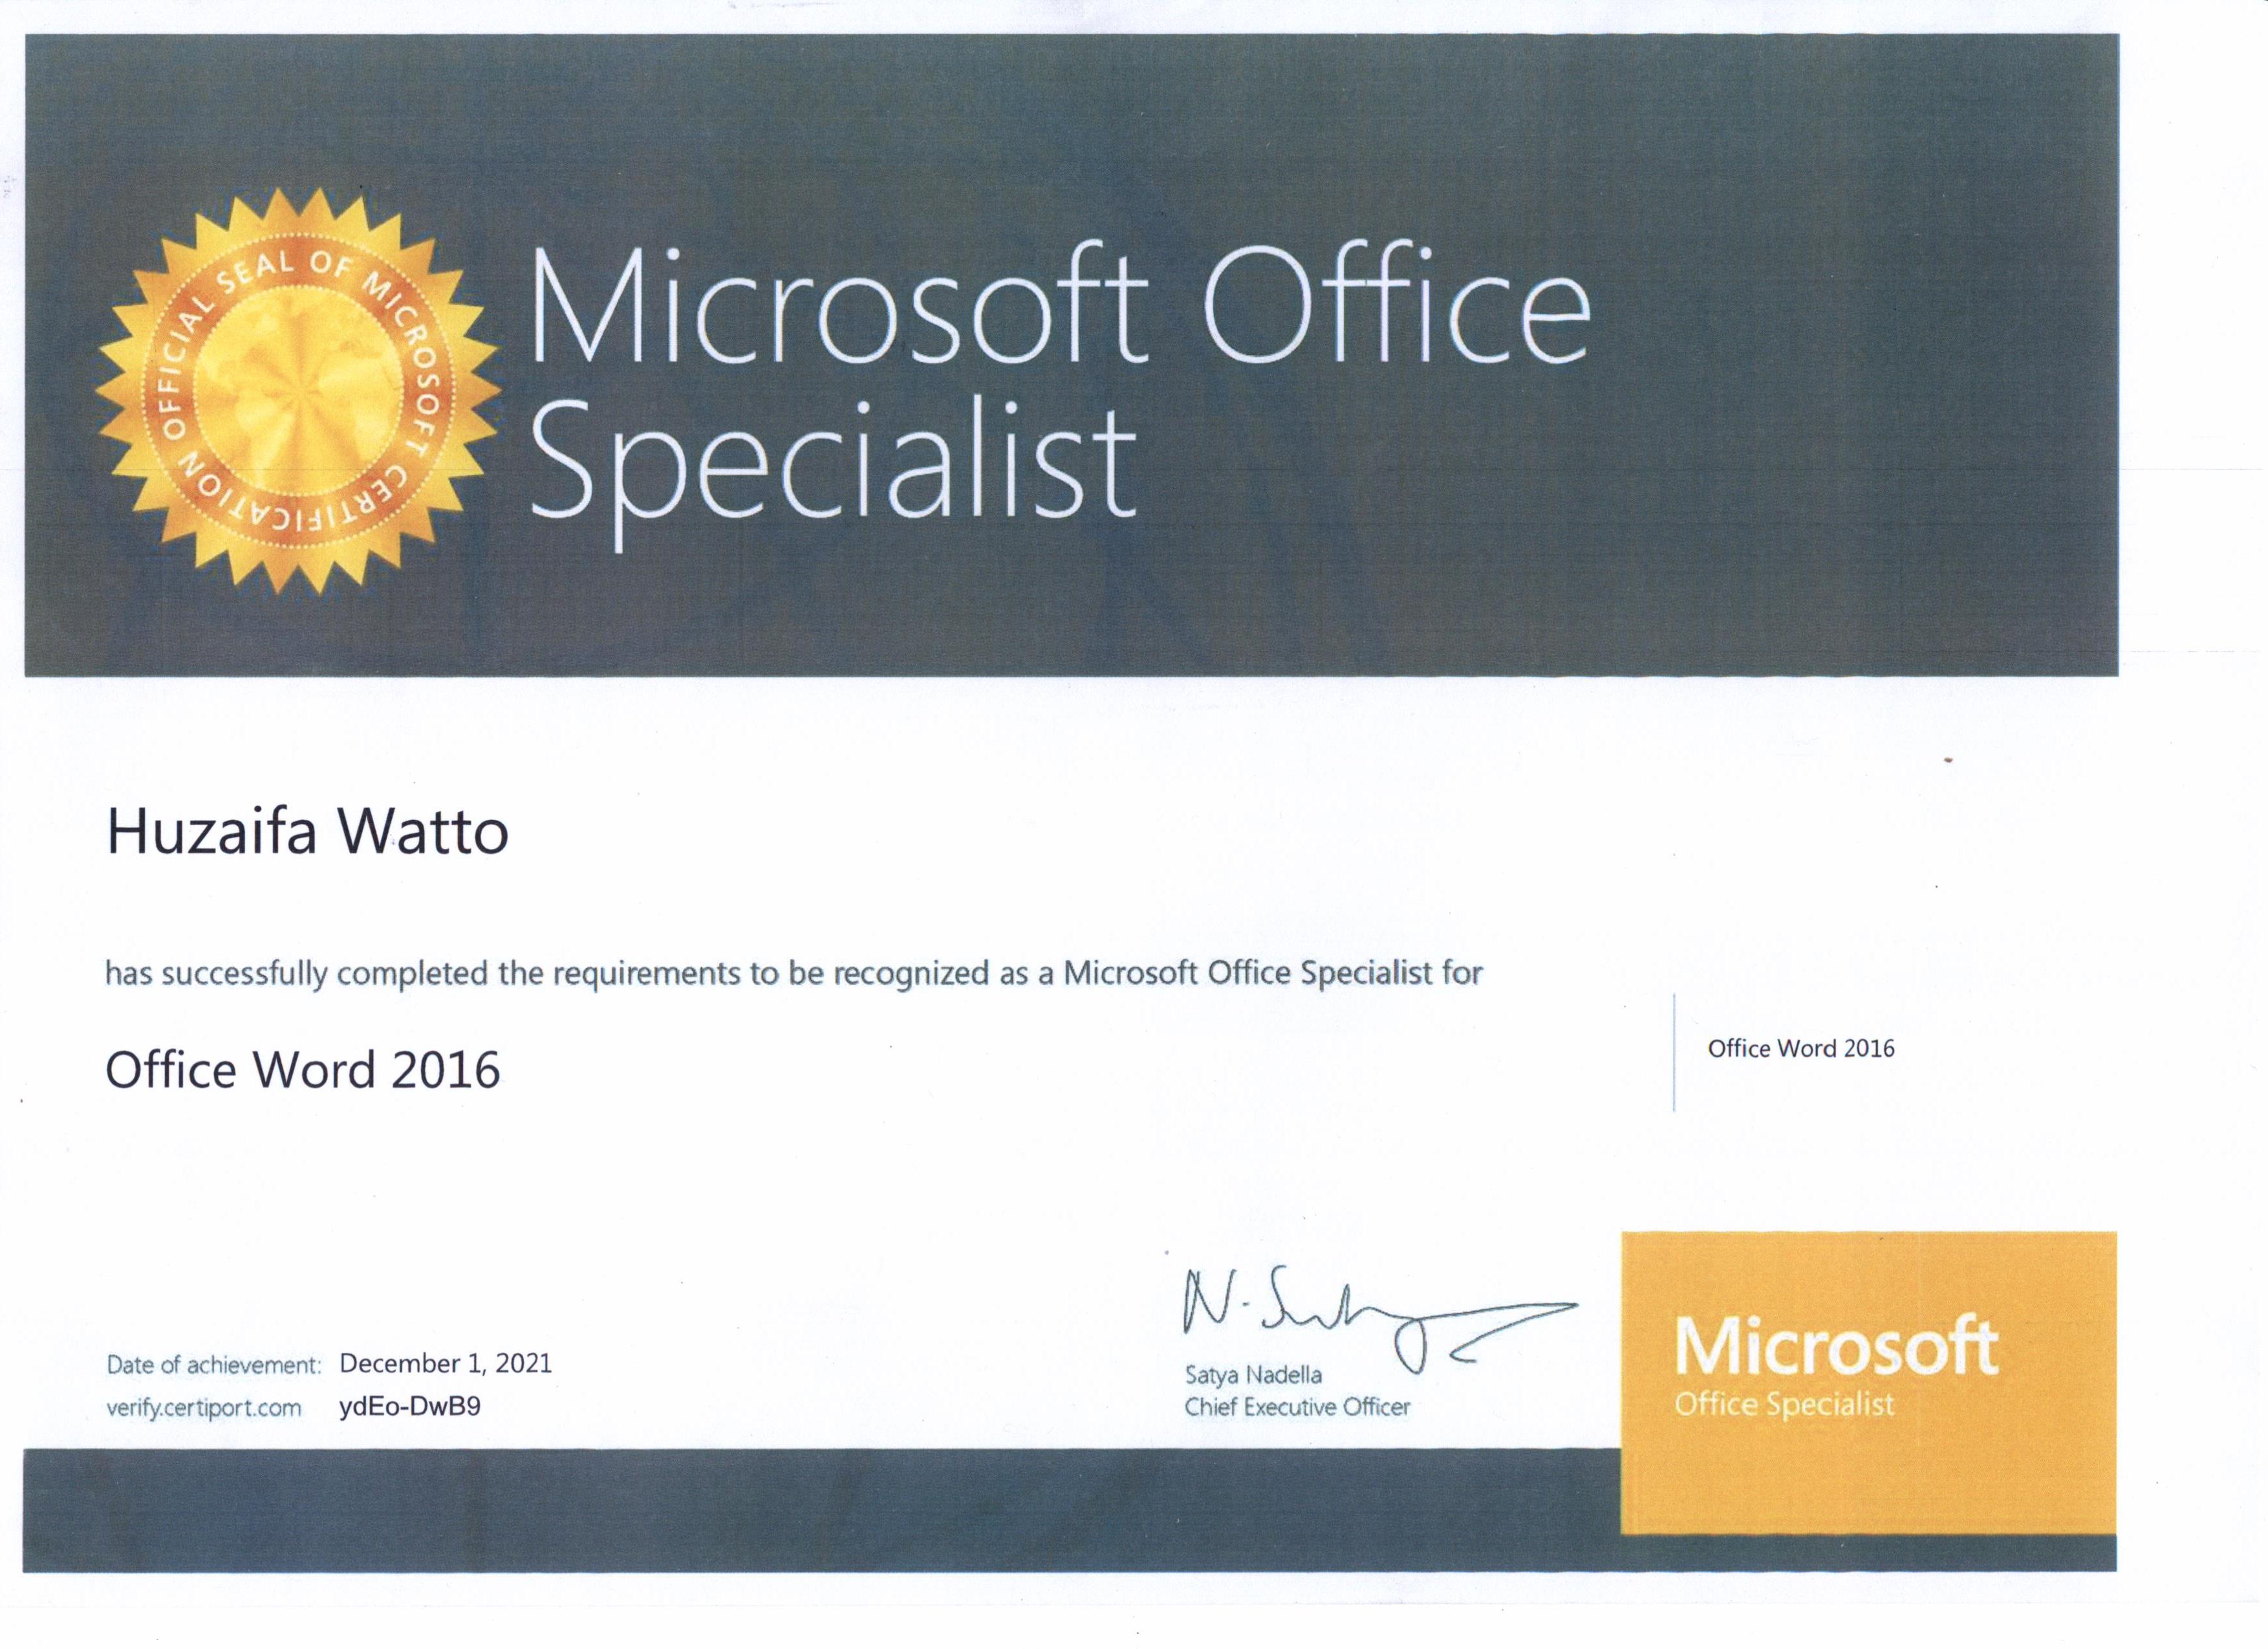 OFFICIAL SEAL OF MICROSOFT CERTIFICATION
Microsoft Office
Specialist
Huzaifa Watto
has successfully completed the requirements to be recognized as a Microsoft Office Specialist for
Office Word 2016
Office Word 2016
Date of achievement: December 1, 2021
verify.certiport.com ydEo-DwB9
Satya Nadella
Chief Executive Officer
Microsoft
Office Specialist